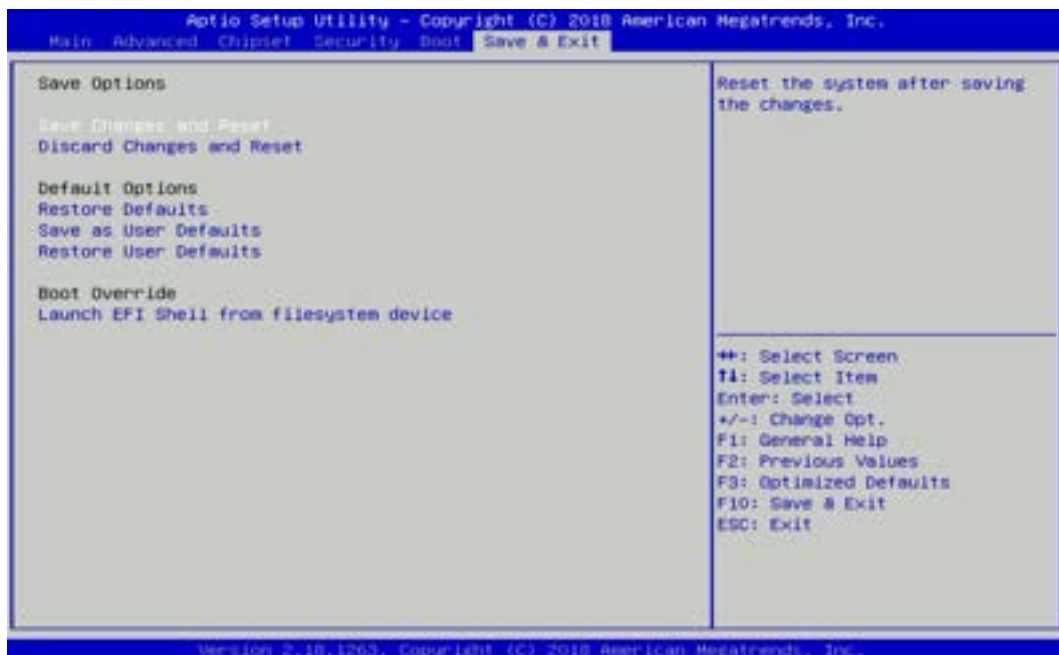 Aptio Setup Utility – Copyright (C) 2018 American Megatrends, Inc.
Main Advanced Chipset Security Boot Save & Exit
Save Options
Save Changes and Reset
Discard Changes and Reset
Default Options
Restore Defaults
Save as User Defaults
Restore User Defaults
Boot Override
Launch EFI Shell from filesystem device
Reset the system after saving
the changes.
↔: Select Screen
↑↓: Select Item
Enter: Select
+/-: Change Opt.
F1: General Help
F2: Previous Values
F3: Optimized Defaults
F10: Save & Exit
ESC: Exit
Version 2.18.1263. Copyright (C) 2018 American Megatrends, Inc.